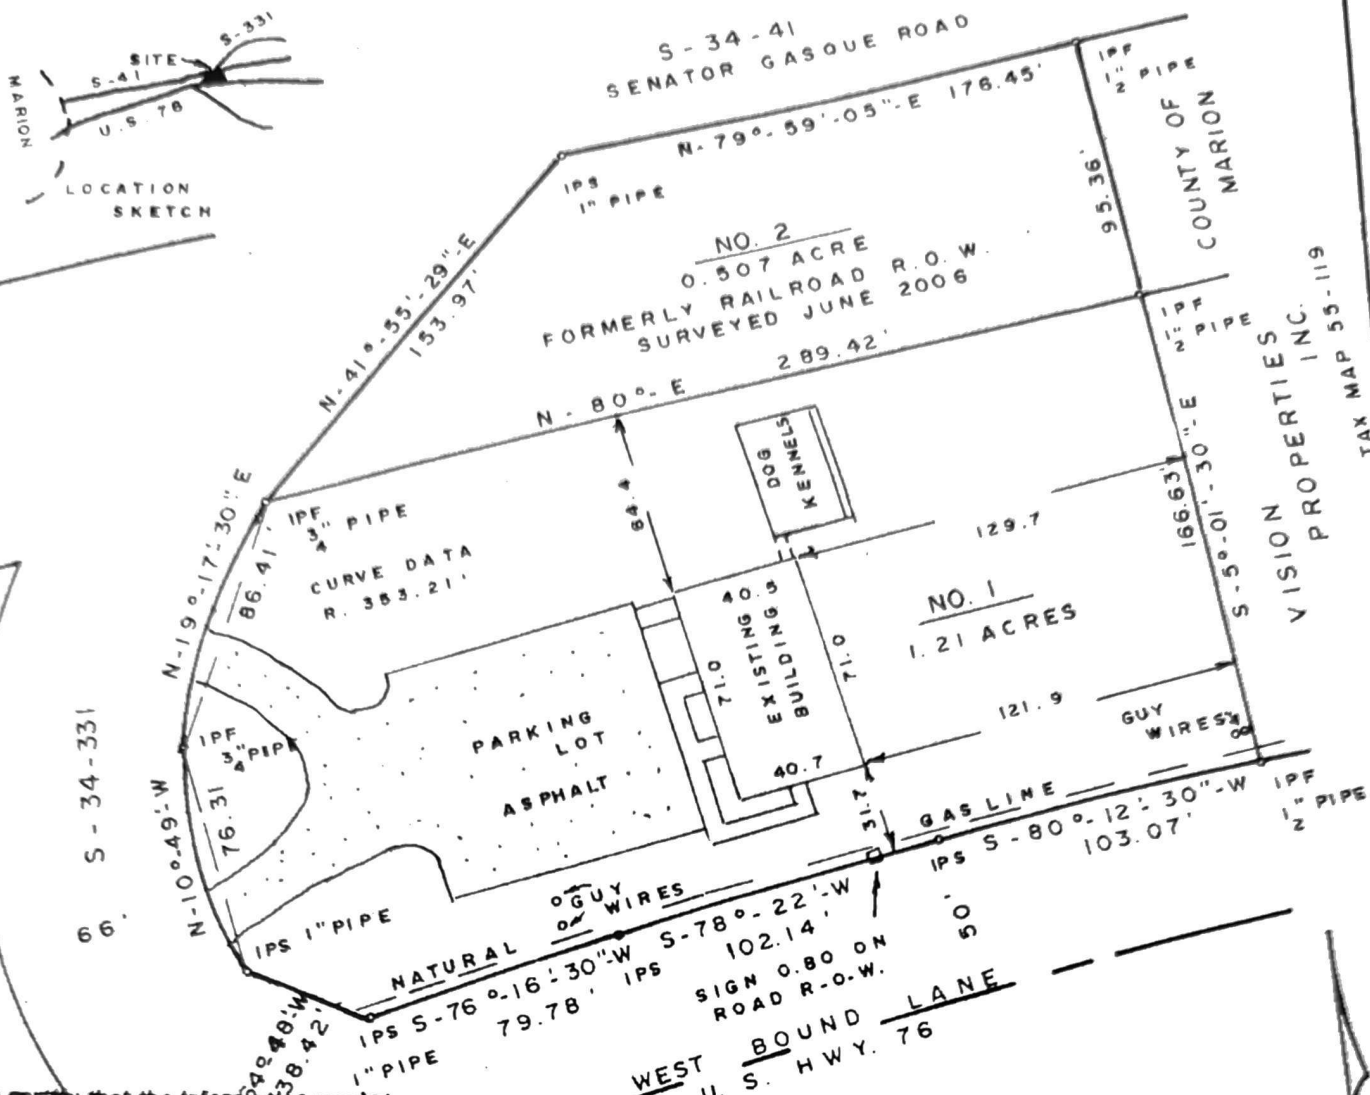 S-331
SITE
S-41
U.S. 78
MARION
LOCATION
SKETCH
S-34-41
SENATOR GASQUE ROAD
N-79°-59'-05"-E 176.45'
IPF
1/2" PIPE
COUNTY OF
MARION
95.36'
IPS
1" PIPE
NO. 2
0.507 ACRE
FORMERLY RAILROAD R.O.W.
SURVEYED JUNE 2006
N-41°-55'-29"-E
153.97'
289.42'
N-80°-E
IPF
1/2" PIPE
VISION PROPERTIES
INC.
TAX MAP 55-119
DOG
KENNELS
84.4
N-19°-17'-30"E
86.41'
IPF
3/4" PIPE
CURVE DATA
R. 353.21'
129.7
166.63'
S-5°-01'-30"-E
NO. 1
1.21 ACRES
40.3
EXISTING
BUILDING
71.0
71.0
40.7
121.9
GUY
WIRES
PARKING
LOT
ASPHALT
IPF
3/4" PIPE
S-34-331
66'
N-10°-49'-W
76.31
IPS 1" PIPE
31.7
GAS LINE
IPS S-80°-12'-30"-W
103.07'
IPF
1/2" PIPE
GUY
WIRES
NATURAL
S-78°-22'-W
102.14'
IPS
IPS S-76°-16'-30"-W
79.78'
1" PIPE
SIGN 0.80 ON
ROAD R-O-W.
50'
64°-48'W
38.42'
WEST BOUND LANE
U.S. HWY. 76